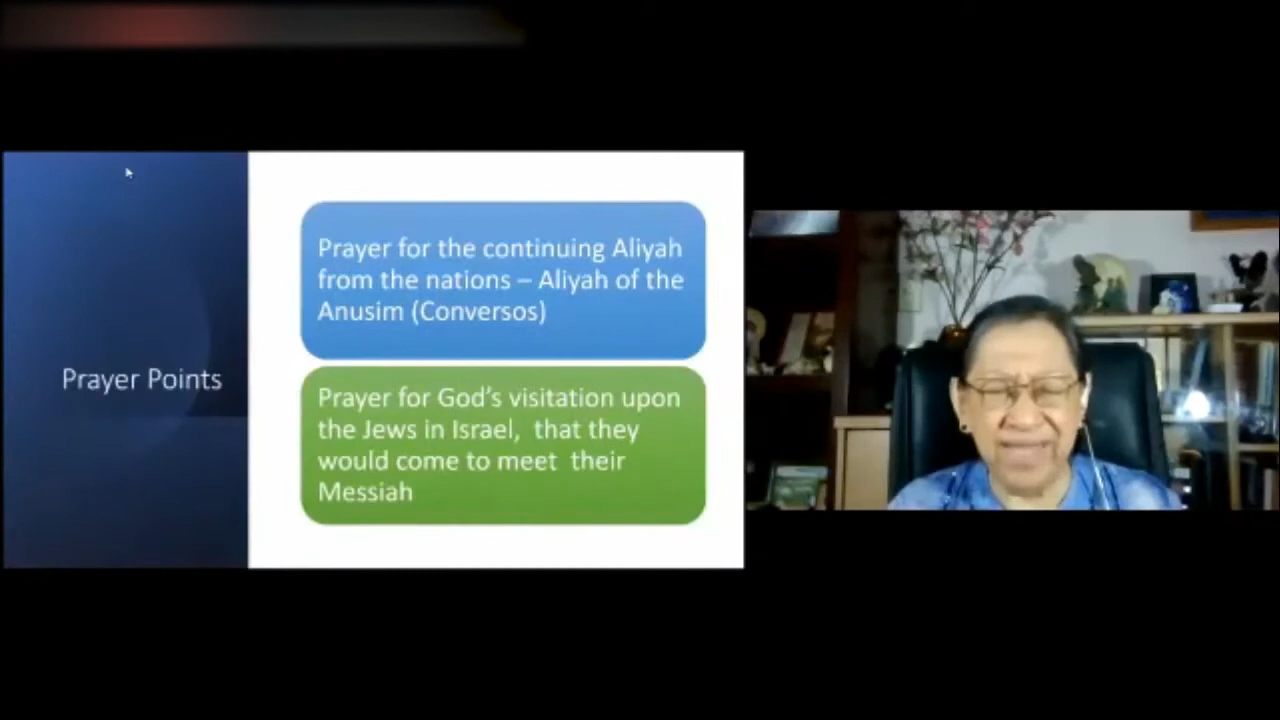 Prayer Points
Prayer for the continuing Aliyah
from the nations – Aliyah of the
Anusim (Conversos)
Prayer for God’s visitation upon
the Jews in Israel, that they
would come to meet their
Messiah